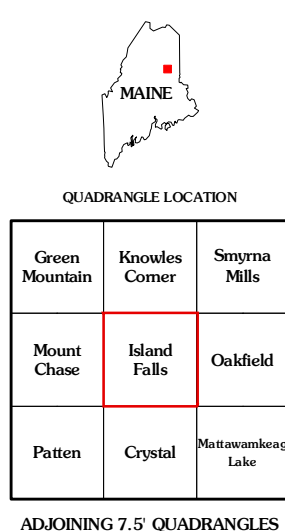 MAINE
QUADRANGLE LOCATION
Green
Mountain
Knowles
Corner
Smyrna
Mills
Mount
Chase
Island
Falls
Oakfield
Patten
Crystal
Mattawamkeag
Lake
ADJOINING 7.5' QUADRANGLES